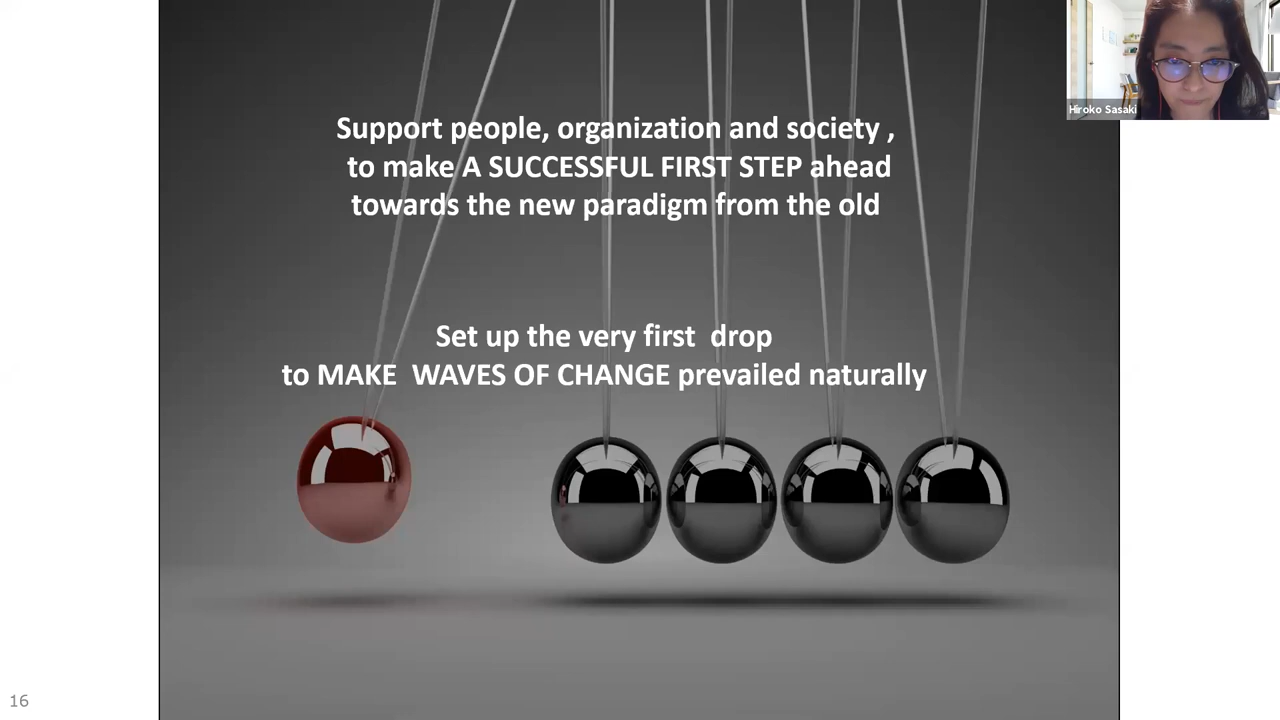 Support people, organization and society ,
to make A SUCCESSFUL FIRST STEP ahead
towards the new paradigm from the old
Set up the very first  drop
to MAKE  WAVES OF CHANGE prevailed naturally
Hiroko Sasaki
16